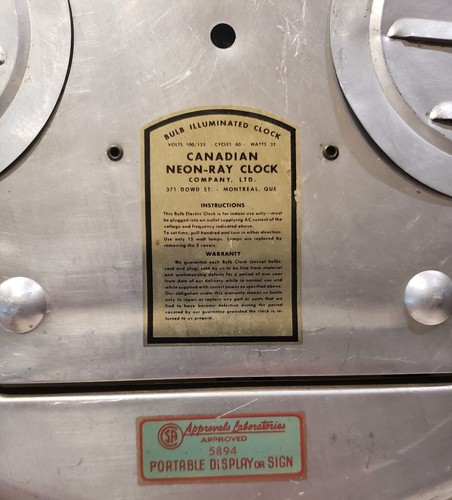 BULB ILLUMINATED CLOCK
VOLTS 100/125 · CYCLES 60 · WATTS 32
CANADIAN
NEON-RAY CLOCK
COMPANY, LTD.
371 DOWD ST. - MONTREAL, QUE.
INSTRUCTIONS
This Bulb Electric Clock is for indoor use only—must
be plugged into an outlet supplying AC current of the
voltage and frequency indicated above.
To set time, pull hundred and turn in either direction.
Use only 15 watt lamps. Lamps are replaced by
removing the 2 covers.
WARRANTY
We guarantee each Bulb Clock (except bulbs,
cord and plug) sold by us to be free from material
and workmanship defects for a period of one year
from date of our delivery while in normal use and
while supplied with correct power as specified above.
Our obligation under this warranty makes us liable
only to repair or replace any part or parts that we
find to have become defective during the period
covered by our guarantee provided the clock is re-
turned to us prepaid.
CSA Approvals Laboratories
APPROVED
5894
PORTABLE DISPLAY OR SIGN